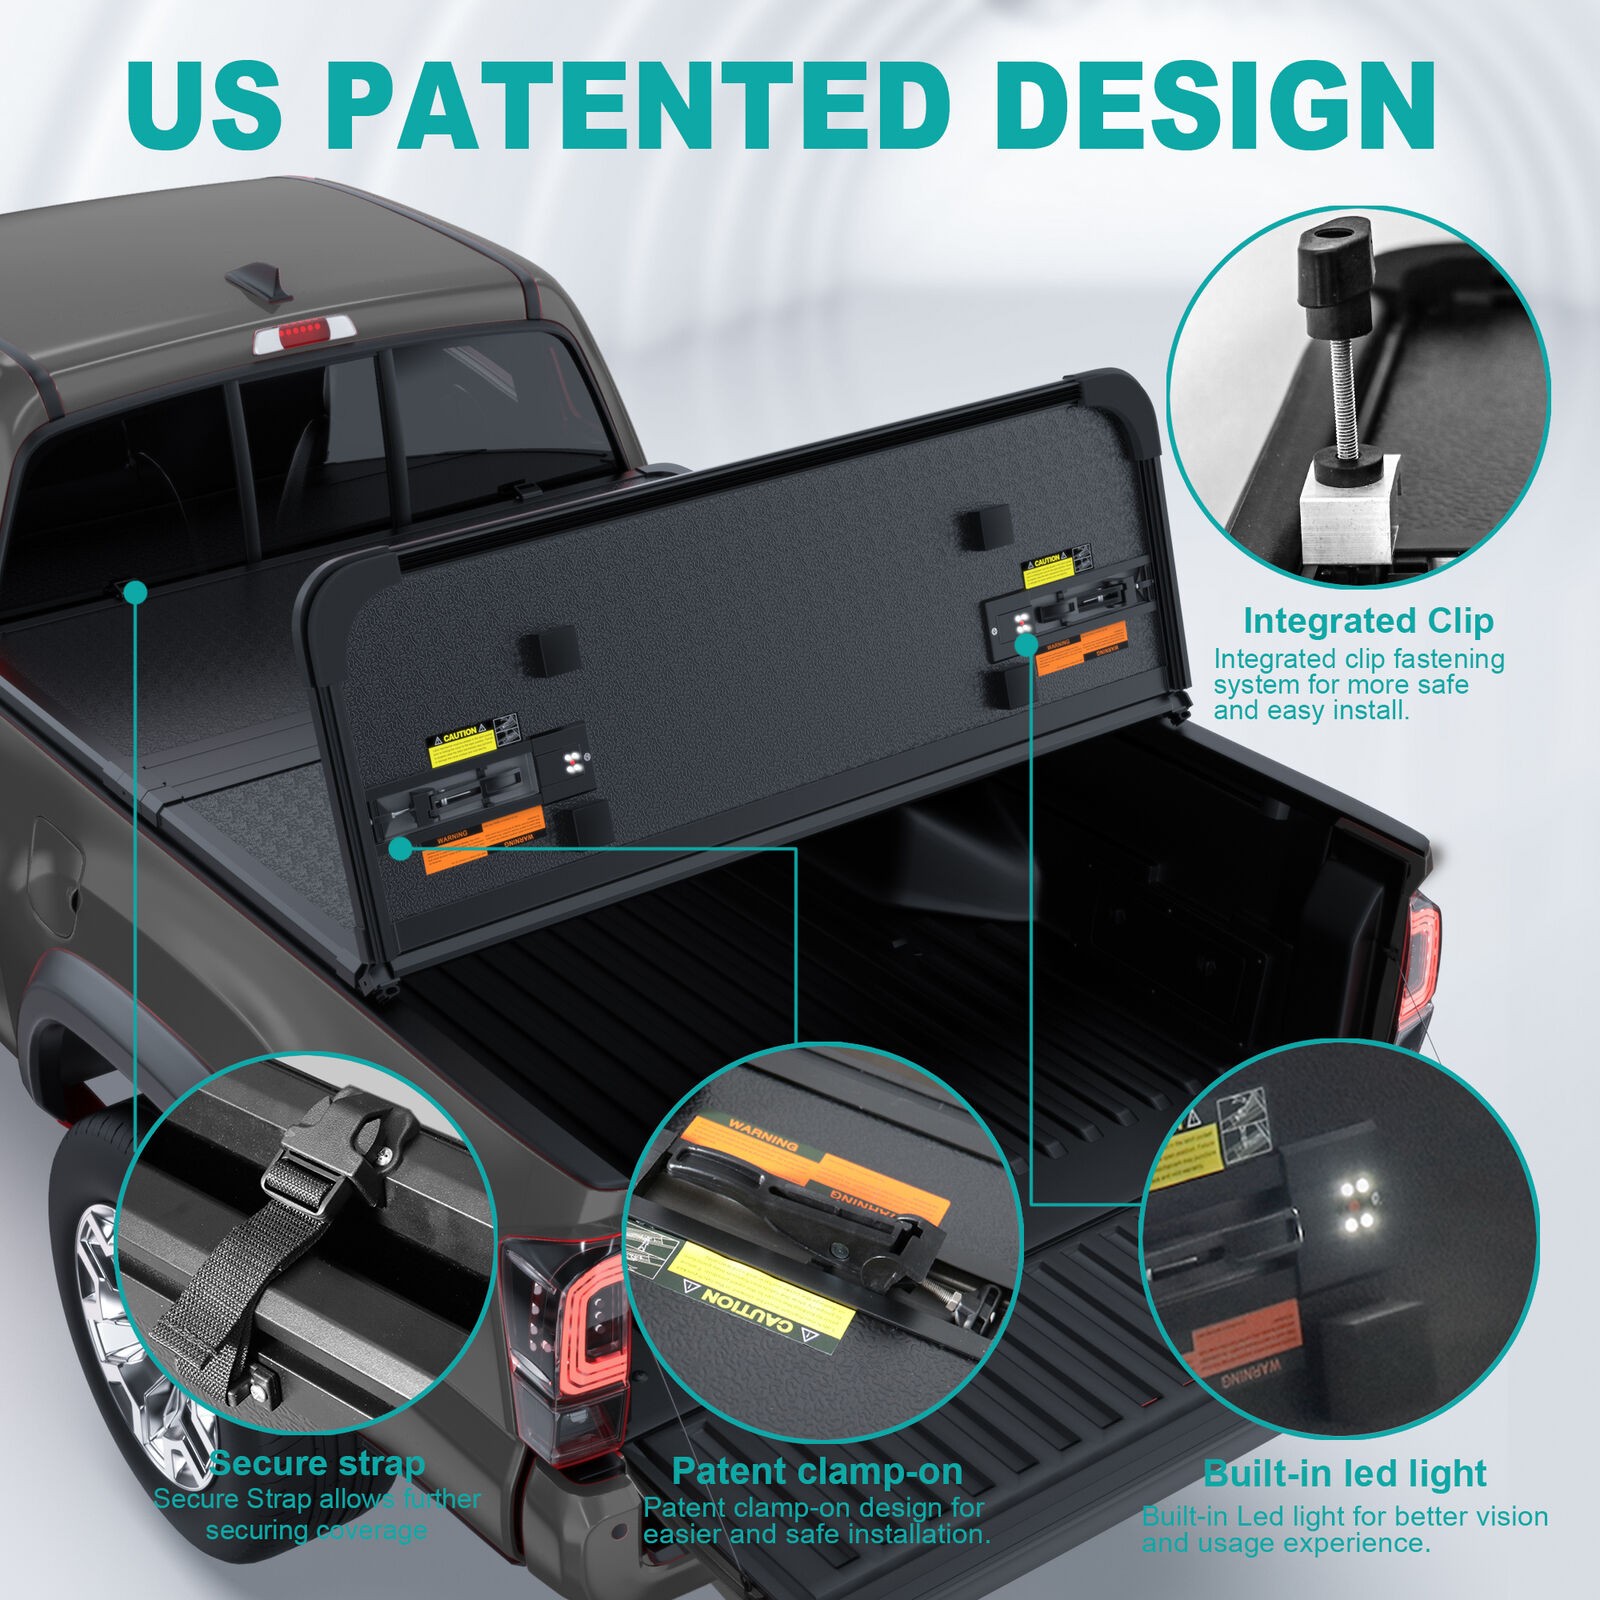 US PATENTED DESIGN
Integrated Clip
Integrated clip fastening
system for more safe
and easy install.
CAUTION
WARNING
WARNING
CAUTION
WARNING
WARNING
WARNING
WARNING
CAUTION
WARNING
Secure strap
Secure Strap allows further
securing coverage
Patent clamp-on
Patent clamp-on design for
easier and safe installation.
Built-in led light
Built-in Led light for better vision
and usage experience.